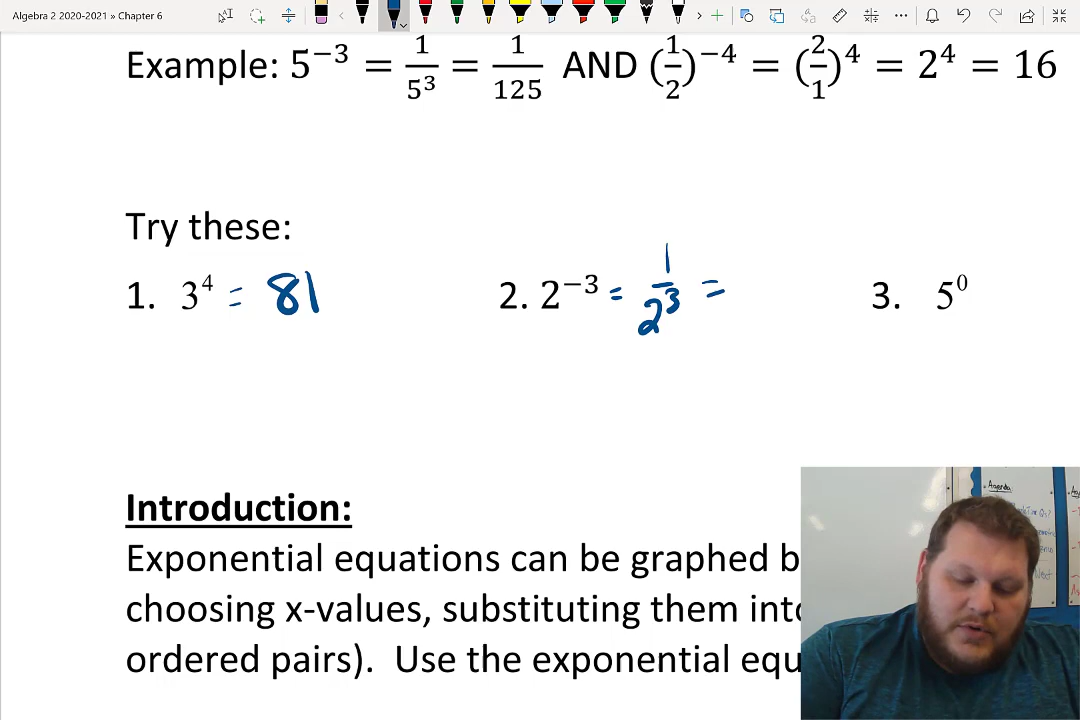 Algebra 2 2020-2021 » Chapter 6
Example: 5⁻³ = 1/5³ = 1/125 AND (1/2)⁻⁴ = (2/1)⁴ = 2⁴ = 16
Try these:
1. 3⁴ = 81 2. 2⁻³ = 1/2³ = 3. 5⁰
Introduction:
Exponential equations can be graphed b
choosing x-values, substituting them into
ordered pairs). Use the exponential equ
Agenda